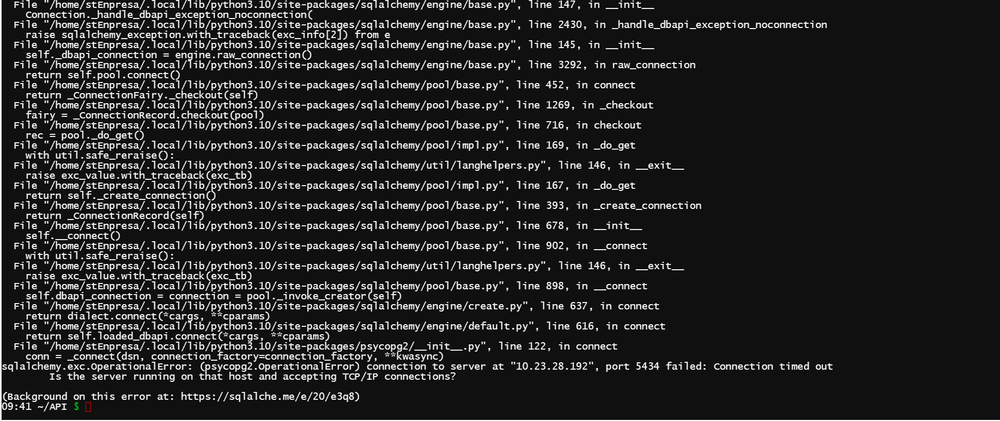 File "/home/stEnpresa/.local/lib/python3.10/site-packages/sqlalchemy/engine/base.py", line 147, in __init__
Connection._handle_dbapi_exception_noconnection(
File "/home/stEnpresa/.local/lib/python3.10/site-packages/sqlalchemy/engine/base.py", line 2430, in _handle_dbapi_exception_noconnection
raise sqlalchemy_exception.with_traceback(exc_info[2]) from e
File "/home/stEnpresa/.local/lib/python3.10/site-packages/sqlalchemy/engine/base.py", line 145, in __init__
self._dbapi_connection = engine.raw_connection()
File "/home/stEnpresa/.local/lib/python3.10/site-packages/sqlalchemy/engine/base.py", line 3292, in raw_connection
return self.pool.connect()
File "/home/stEnpresa/.local/lib/python3.10/site-packages/sqlalchemy/pool/base.py", line 452, in connect
return _ConnectionFairy._checkout(self)
File "/home/stEnpresa/.local/lib/python3.10/site-packages/sqlalchemy/pool/base.py", line 1269, in _checkout
fairy = _ConnectionRecord.checkout(pool)
File "/home/stEnpresa/.local/lib/python3.10/site-packages/sqlalchemy/pool/base.py", line 716, in checkout
rec = pool._do_get()
File "/home/stEnpresa/.local/lib/python3.10/site-packages/sqlalchemy/pool/impl.py", line 169, in _do_get
with util.safe_reraise():
File "/home/stEnpresa/.local/lib/python3.10/site-packages/sqlalchemy/util/langhelpers.py", line 146, in __exit__
raise exc_value.with_traceback(exc_tb)
File "/home/stEnpresa/.local/lib/python3.10/site-packages/sqlalchemy/pool/impl.py", line 167, in _do_get
return self._create_connection()
File "/home/stEnpresa/.local/lib/python3.10/site-packages/sqlalchemy/pool/base.py", line 393, in _create_connection
return _ConnectionRecord(self)
File "/home/stEnpresa/.local/lib/python3.10/site-packages/sqlalchemy/pool/base.py", line 678, in __init__
self.__connect()
File "/home/stEnpresa/.local/lib/python3.10/site-packages/sqlalchemy/pool/base.py", line 902, in __connect
with util.safe_reraise():
File "/home/stEnpresa/.local/lib/python3.10/site-packages/sqlalchemy/util/langhelpers.py", line 146, in __exit__
raise exc_value.with_traceback(exc_tb)
File "/home/stEnpresa/.local/lib/python3.10/site-packages/sqlalchemy/pool/base.py", line 898, in __connect
self.dbapi_connection = connection = pool._invoke_creator(self)
File "/home/stEnpresa/.local/lib/python3.10/site-packages/sqlalchemy/engine/create.py", line 637, in connect
return dialect.connect(*cargs, **cparams)
File "/home/stEnpresa/.local/lib/python3.10/site-packages/sqlalchemy/engine/default.py", line 616, in connect
return self.loaded_dbapi.connect(*cargs, **cparams)
File "/home/stEnpresa/.local/lib/python3.10/site-packages/psycopg2/__init__.py", line 122, in connect
conn = _connect(dsn, connection_factory=connection_factory, **kwasync)
sqlalchemy.exc.OperationalError: (psycopg2.OperationalError) connection to server at "10.23.28.192", port 5434 failed: Connection timed out
Is the server running on that host and accepting TCP/IP connections?
(Background on this error at: https://sqlalche.me/e/20/e3q8)
09:41 ~/API $